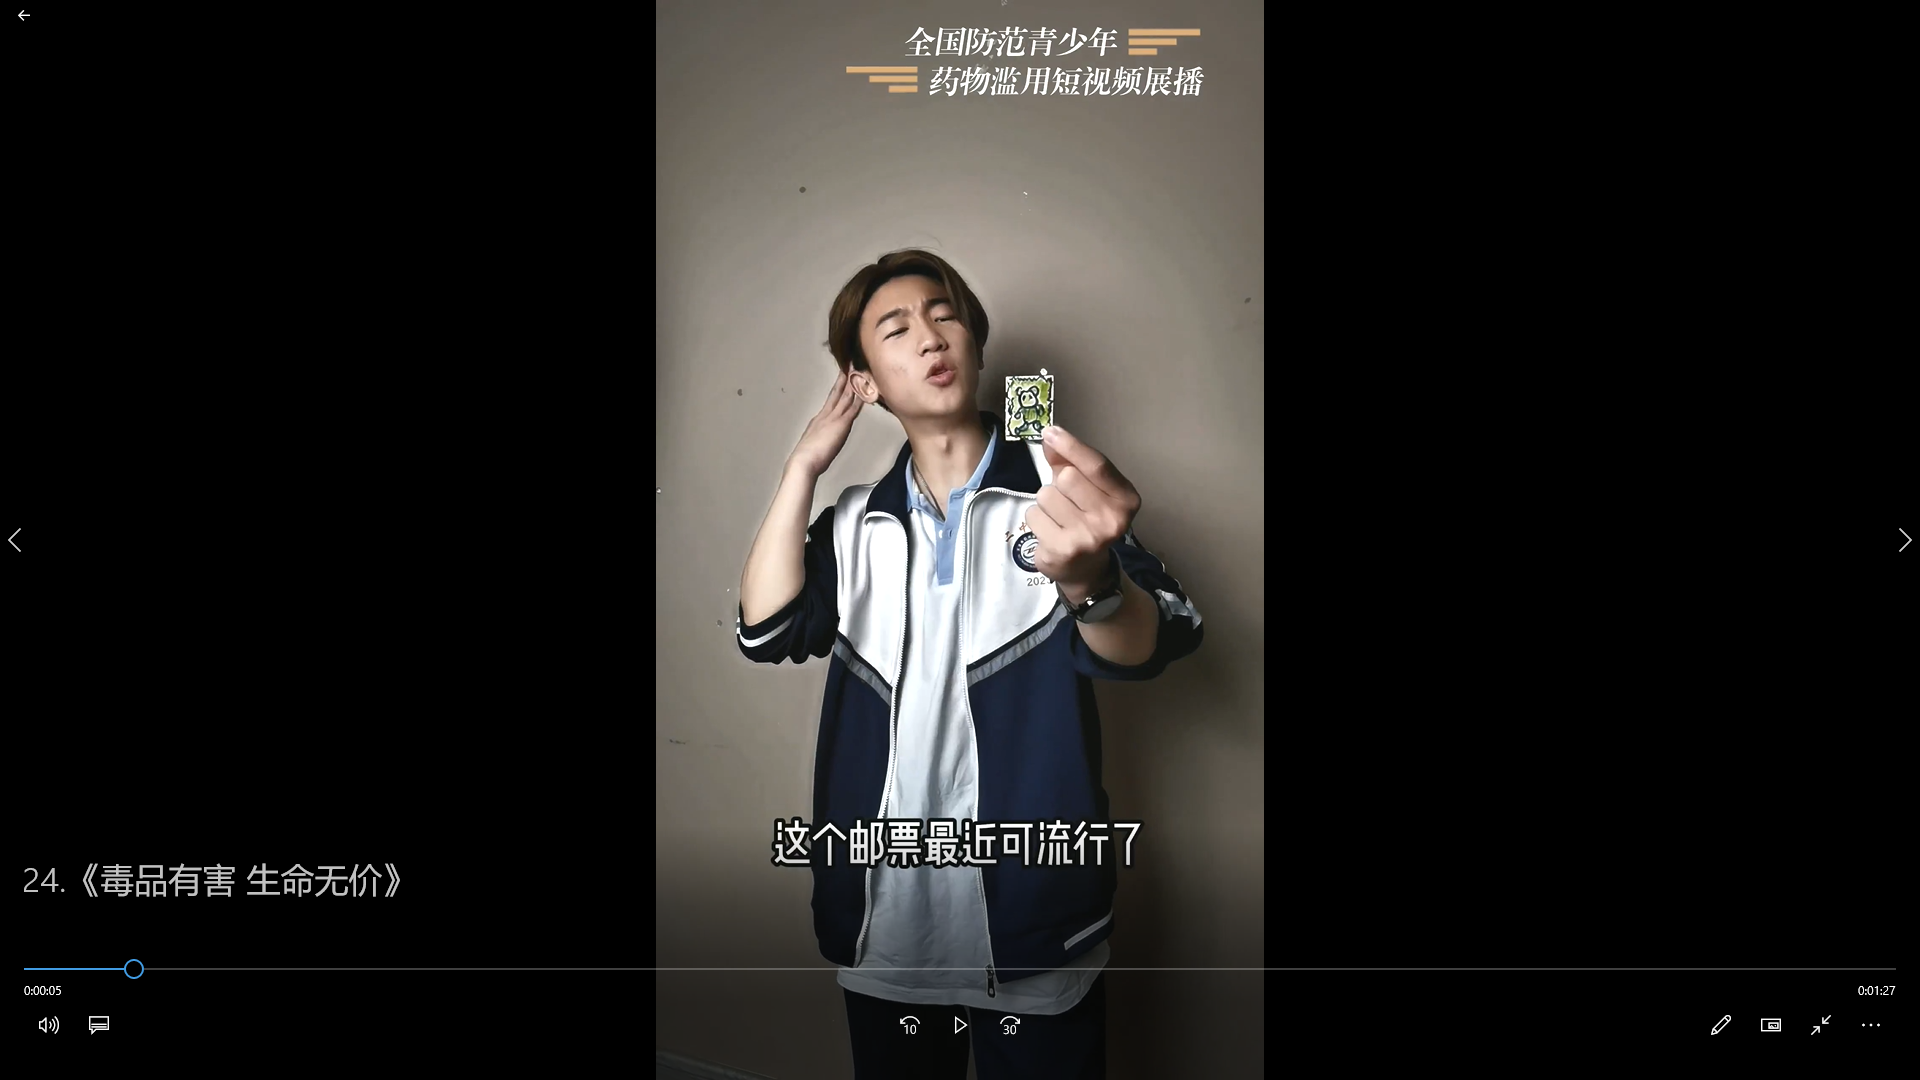 全国防范青少年
药物滥用短视频展播
这个邮票最近可流行了
24.《毒品有害 生命无价》
0:00:05
0:01:27
10
30